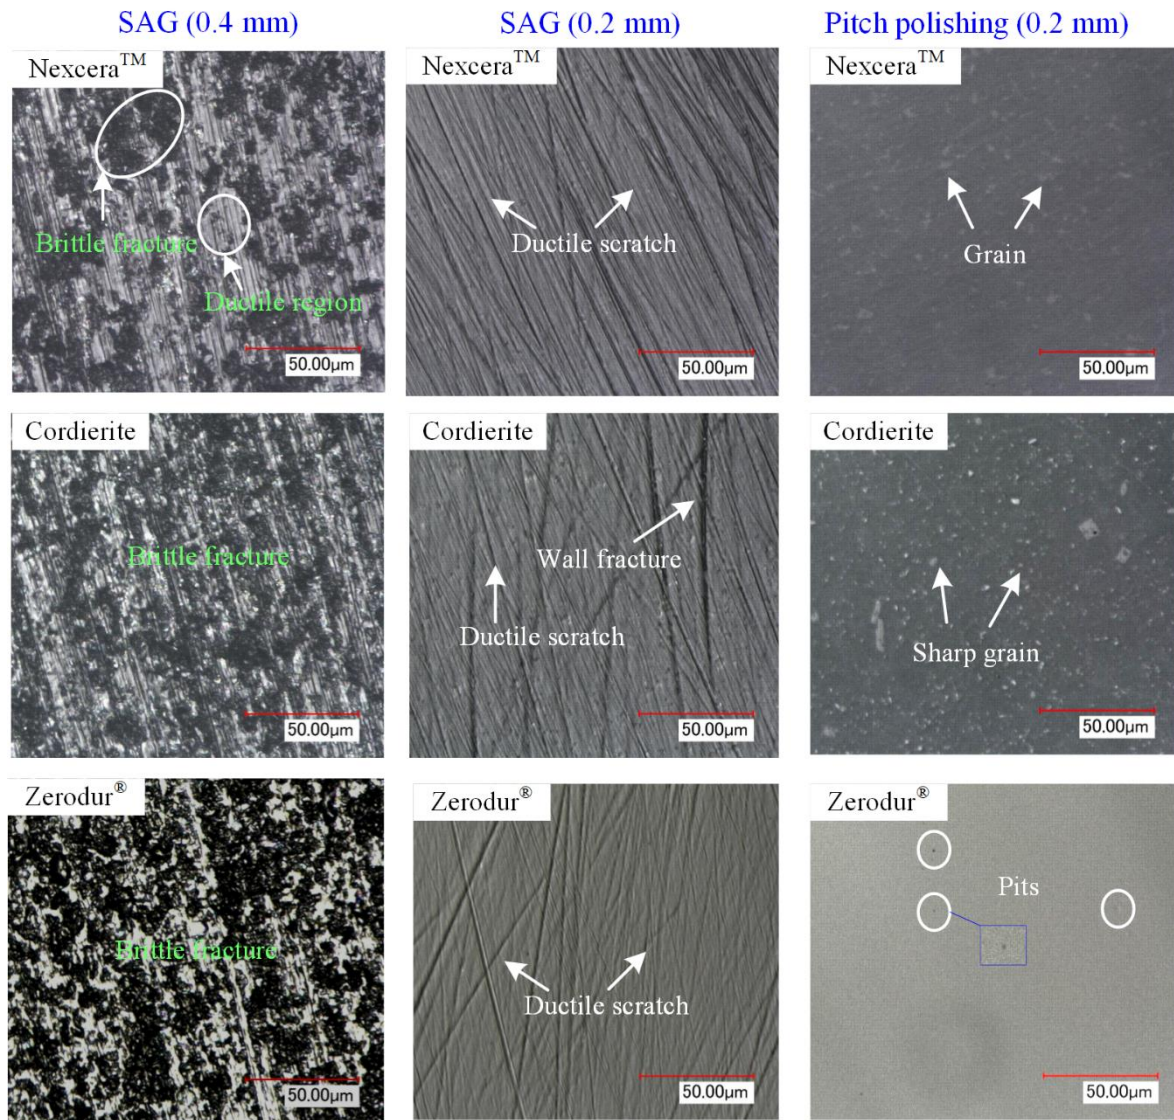 SAG (0.4 mm)
SAG (0.2 mm)
Pitch polishing (0.2 mm)
Nexcera™
Brittle fracture
Ductile region
50.00μm
Nexcera™
Ductile scratch
50.00μm
Nexcera™
Grain
50.00μm
Cordierite
Brittle fracture
50.00μm
Cordierite
Wall fracture
Ductile scratch
50.00μm
Cordierite
Sharp grain
50.00μm
Zerodur®
Brittle fracture
50.00μm
Zerodur®
Ductile scratch
50.00μm
Zerodur®
Pits
50.00μm